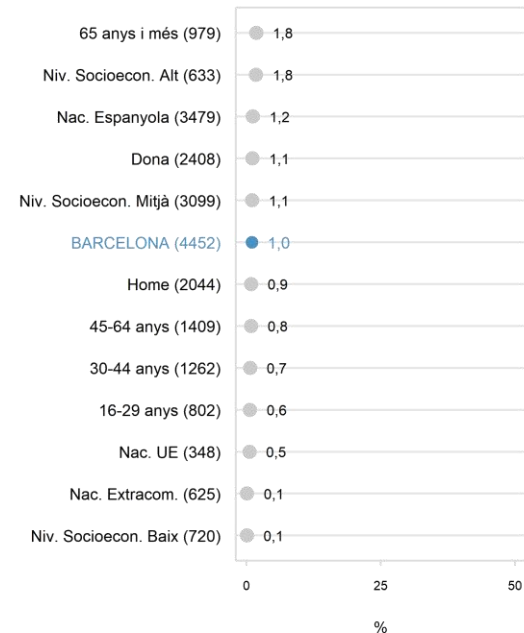 65 anys i més (979) 1,8
Niv. Socioecon. Alt (633) 1,8
Nac. Espanyola (3479) 1,2
Dona (2408) 1,1
Niv. Socioecon. Mitjà (3099) 1,1
BARCELONA (4452) 1,0
Home (2044) 0,9
45-64 anys (1409) 0,8
30-44 anys (1262) 0,7
16-29 anys (802) 0,6
Nac. UE (348) 0,5
Nac. Extracom. (625) 0,1
Niv. Socioecon. Baix (720) 0,1
0 25 50
%